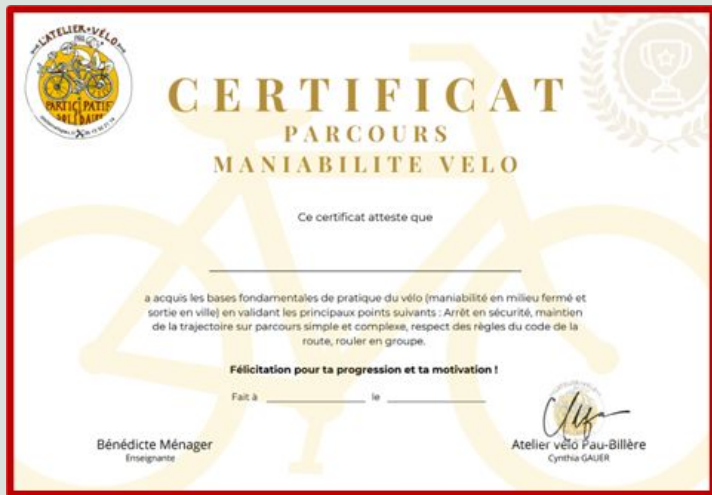 L'ATELIER VÉLO
PARTICIPATIF
SOLIDAIRE
CERTIFICAT
PARCOURS
MANIABILITE VELO
Ce certificat atteste que
a acquis les bases fondamentales de pratique du vélo (maniabilité en milieu fermé et
sortie en ville) en validant les principaux points suivants : Arrêt en sécurité, maintien
de la trajectoire sur parcours simple et complexe, respect des règles du code de la
route, rouler en groupe.
Félicitation pour ta progression et ta motivation !
Fait à le
Bénédicte Ménager
Enseignante
Atelier vélo Pau-Billère
Cynthia GAUER